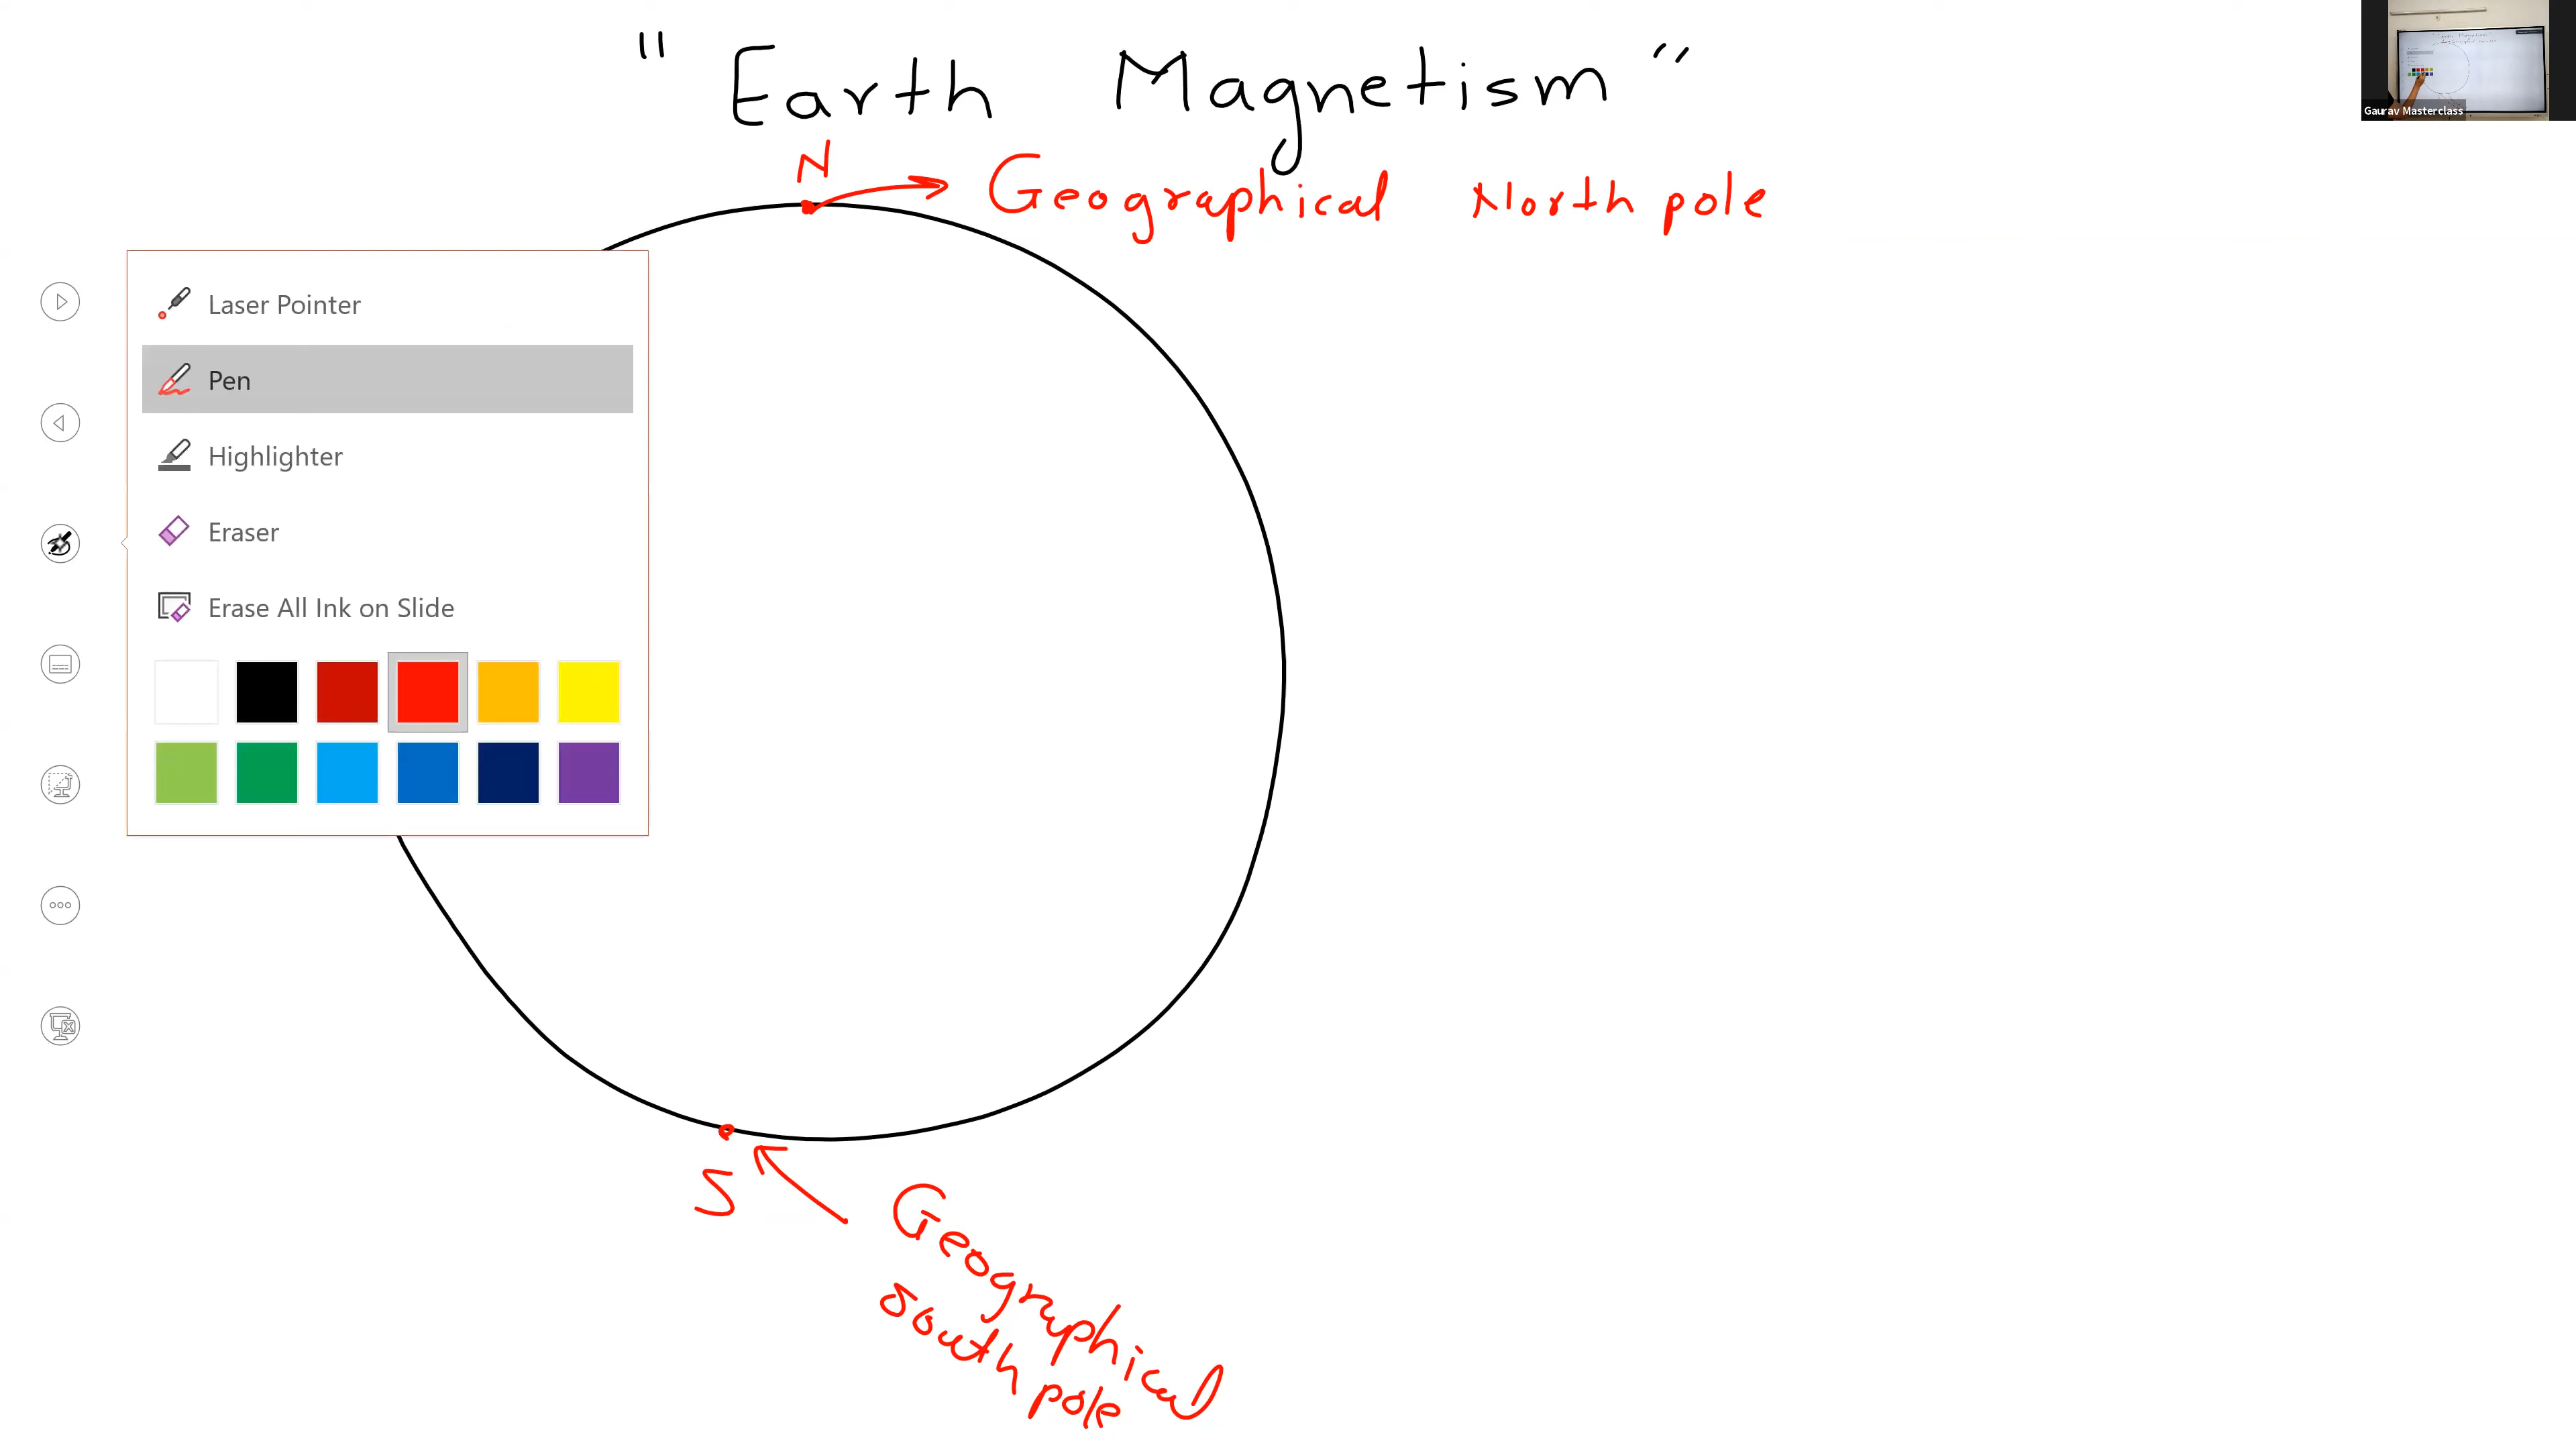 " Earth Magnetism "
N
Geographical North pole
Laser Pointer
Pen
Highlighter
Eraser
Erase All Ink on Slide
S
Geographical
South pole
Gaurav Masterclass